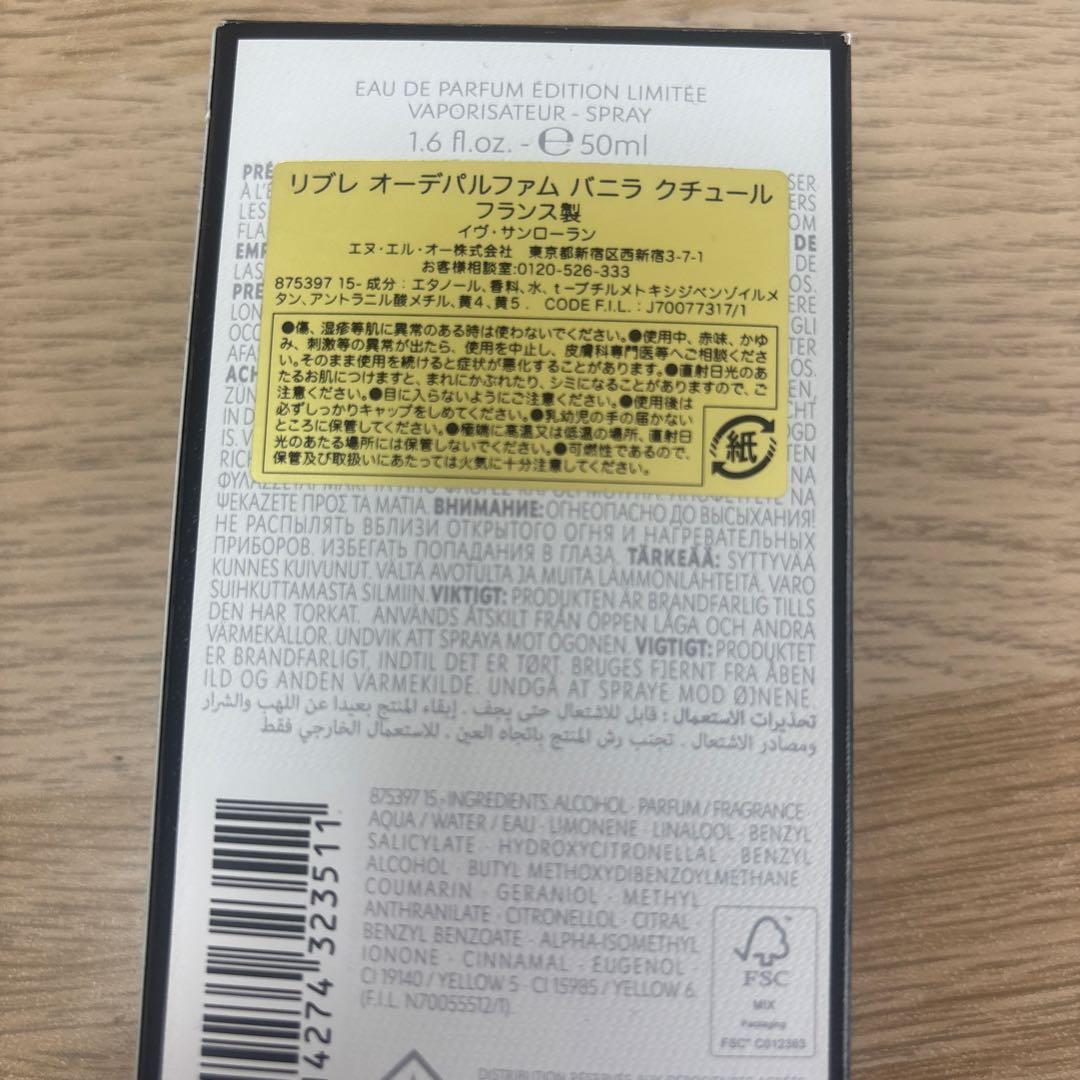 EAU DE PARFUM ÉDITION LIMITÉE
VAPORISATEUR - SPRAY
1.6 fl.oz. - ℮ 50ml
リブレ オーデパルファム バニラ クチュール
フランス製
イヴ・サンローラン
エヌ・エル・オー株式会社 東京都新宿区西新宿3-7-1
お客様相談室:0120-526-333
875397 15- 成分：エタノール、香料、水、t－ブチルメトキシジベンゾイルメ
タン、アントラニル酸メチル、黄4、黄5． CODE F.I.L.：J70077317/1
●傷、湿疹等肌に異常のある時は使わないでください。●使用中、赤味、かゆ
み、刺激等の異常が出たら、使用を中止し、皮膚科専門医等へご相談くださ
い。そのまま使用を続けると症状が悪化することがあります。●直射日光のあ
たるお肌につけますと、まれにかぶれたり、シミになることがありますので、ご
注意ください。●目に入らないようにご注意ください。●使用後は
必ずしっかりキャップをしめてください。●乳幼児の手の届かない
ところに保管してください。●極端に高温又は低温の場所、直射日
光のあたる場所には保管しないでください。●可燃性であるので、
保管及び取扱いにあたっては火気に十分注意してください。
紙
ΨΕΚΑΖΕΤΕ ΠΡΟΣ ΤΑ ΜΑΤΙΑ. ВНИМАНИЕ: ОГНЕОПАСНО ДО ВЫСЫХАНИЯ!
НЕ РАСПЫЛЯТЬ ВБЛИЗИ ОТКРЫТОГО ОГНЯ И НАГРЕВАТЕЛЬНЫХ
ПРИБОРОВ. ИЗБЕГАТЬ ПОПАДАНИЯ В ГЛАЗА. TÄRKEÄÄ: SYTTYVÄÄ
KUNNES KUIVUNUT. VÄLTÄ AVOTULTA JA MUITA LÄMMÖNLÄHTEITÄ. VARO
SUIHKUTTAMASTA SILMIIN. VIKTIGT: PRODUKTEN ÄR BRANDFARLIG TILLS
DEN HAR TORKAT. ANVÄNDS ÅTSKILT FRÅN ÖPPEN LÅGA OCH ANDRA
VÄRMEKÄLLOR. UNDVIK ATT SPRAYA MOT ÖGONEN. VIGTIGT: PRODUKTET
ER BRANDFARLIGT, INDTIL DET ER TØRT. BRUGES FJERNT FRA ÅBEN
ILD OG ANDEN VARMEKILDE. UNDGÅ AT SPRAYE MOD ØJNENE.
تحذيرات الاستعمال : قابل للاشتعال حتى يجف . إبقاء المنتج بعيدا عن اللهب والشرار
ومصادر الاشتعال . تجنب رش المنتج باتجاه العين . للاستعمال الخارجي فقط
875397 15 - INGREDIENTS: ALCOHOL · PARFUM / FRAGRANCE ·
AQUA / WATER / EAU · LIMONENE · LINALOOL · BENZYL
SALICYLATE · HYDROXYCITRONELLAL · BENZYL
ALCOHOL · BUTYL METHOXYDIBENZOYLMETHANE
COUMARIN · GERANIOL · METHYL
ANTHRANILATE · CITRONELLOL · CITRAL
BENZYL BENZOATE · ALPHA-ISOMETHYL
IONONE · CINNAMAL · EUGENOL ·
CI 19140 / YELLOW 5 · CI 15985 / YELLOW 6
(F.I.L. N70055512/1).
4274 323511
FSC
MIX
Packaging
FSC® C012363